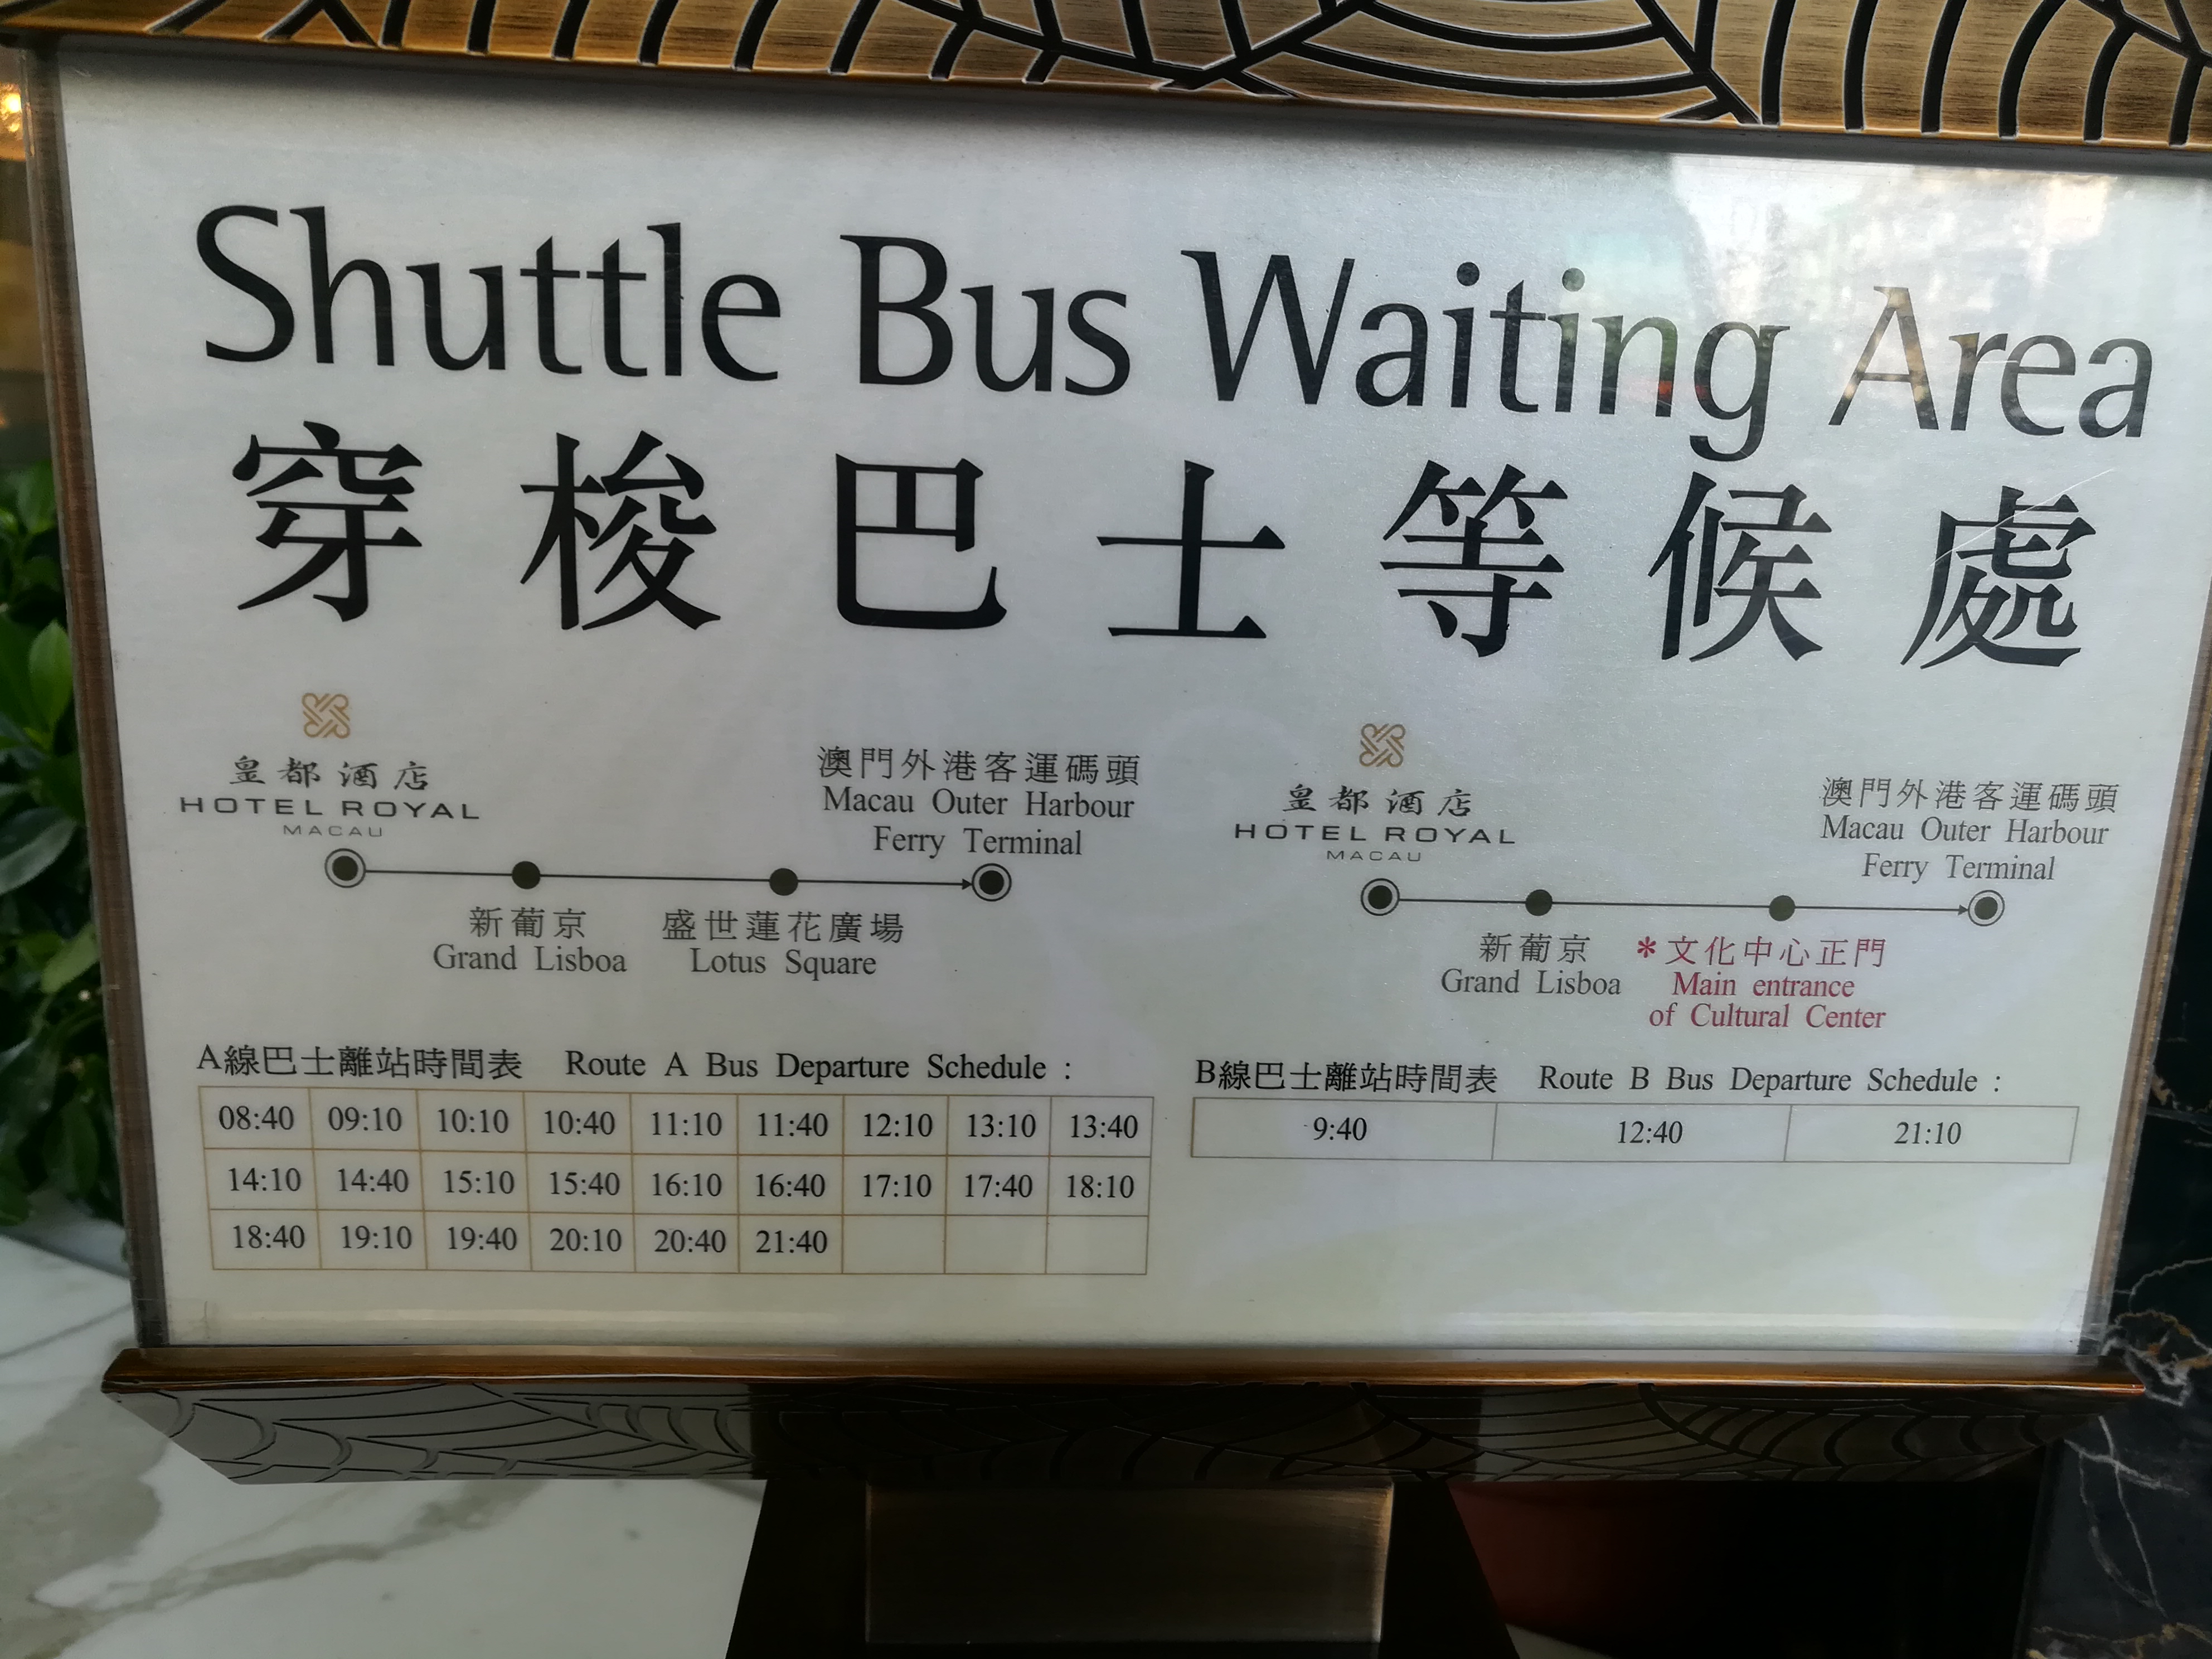 Shuttle Bus Waiting Area
穿梭巴士等候處
皇都酒店
HOTEL ROYAL
MACAU
澳門外港客運碼頭
Macau Outer Harbour
Ferry Terminal
新葡京
Grand Lisboa
盛世蓮花廣場
Lotus Square
A線巴士離站時間表 Route A Bus Departure Schedule :
08:40 09:10 10:10 10:40 11:10 11:40 12:10 13:10 13:40
14:10 14:40 15:10 15:40 16:10 16:40 17:10 17:40 18:10
18:40 19:10 19:40 20:10 20:40 21:40
皇都酒店
HOTEL ROYAL
MACAU
澳門外港客運碼頭
Macau Outer Harbour
Ferry Terminal
新葡京
Grand Lisboa
*文化中心正門
Main entrance
of Cultural Center
B線巴士離站時間表 Route B Bus Departure Schedule :
9:40 12:40 21:10